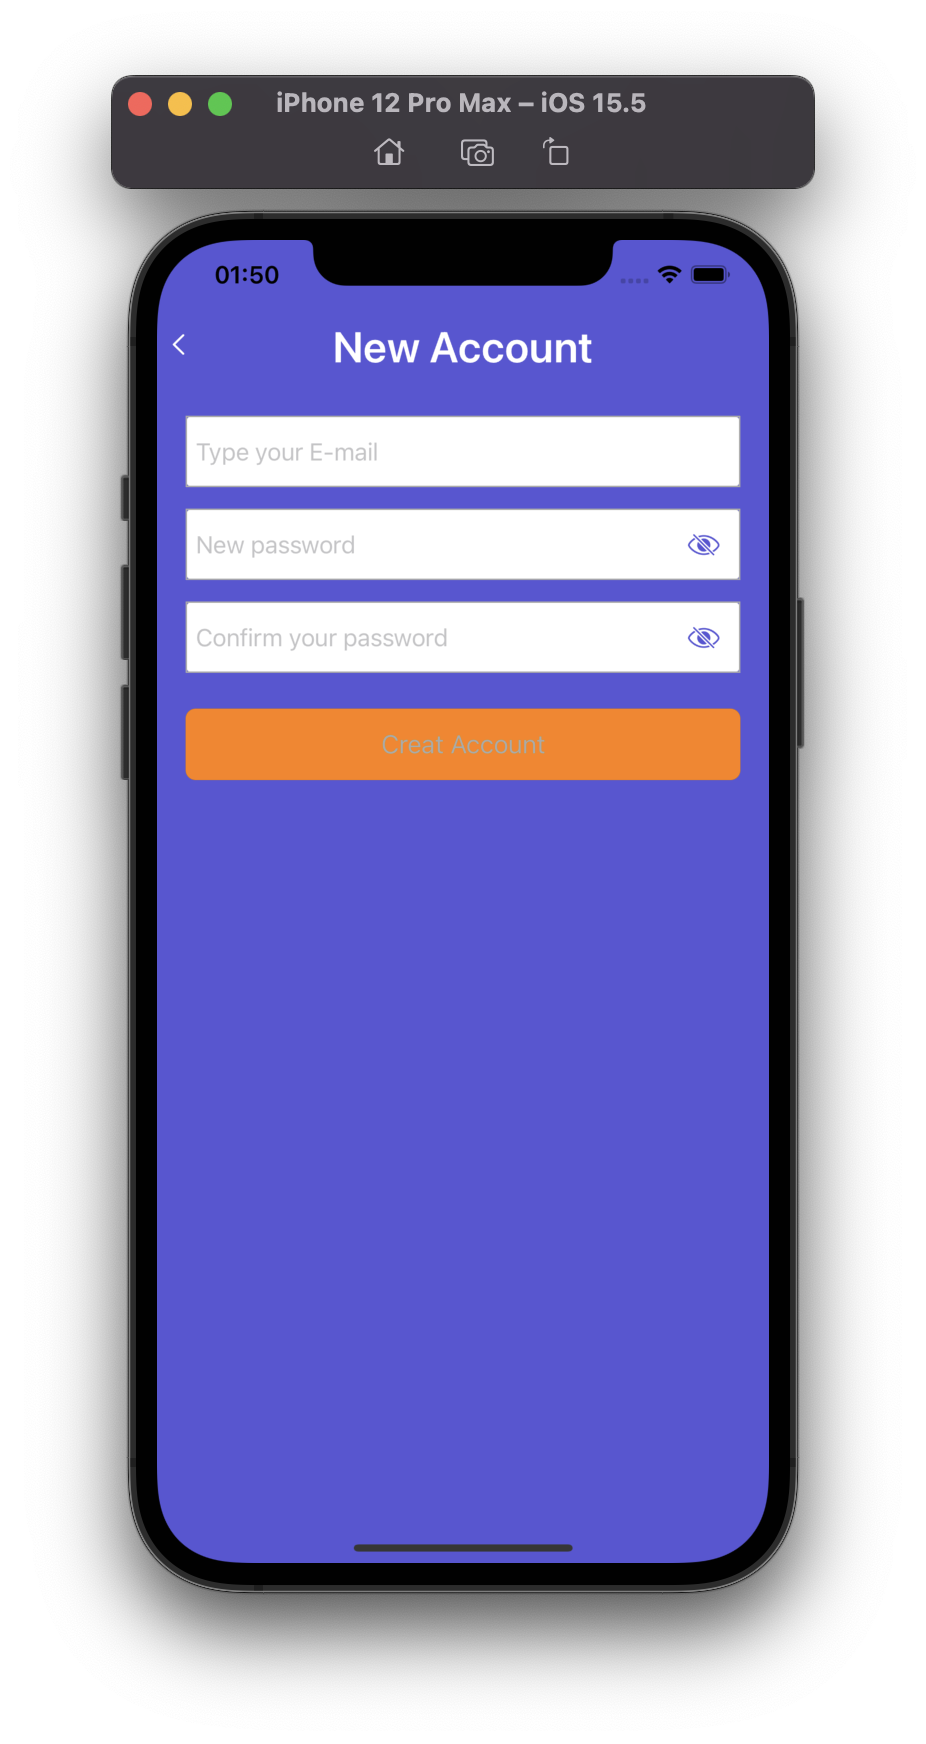 iPhone 12 Pro Max – iOS 15.5
01:50
New Account
Type your E-mail
New password
Confirm your password
Creat Account